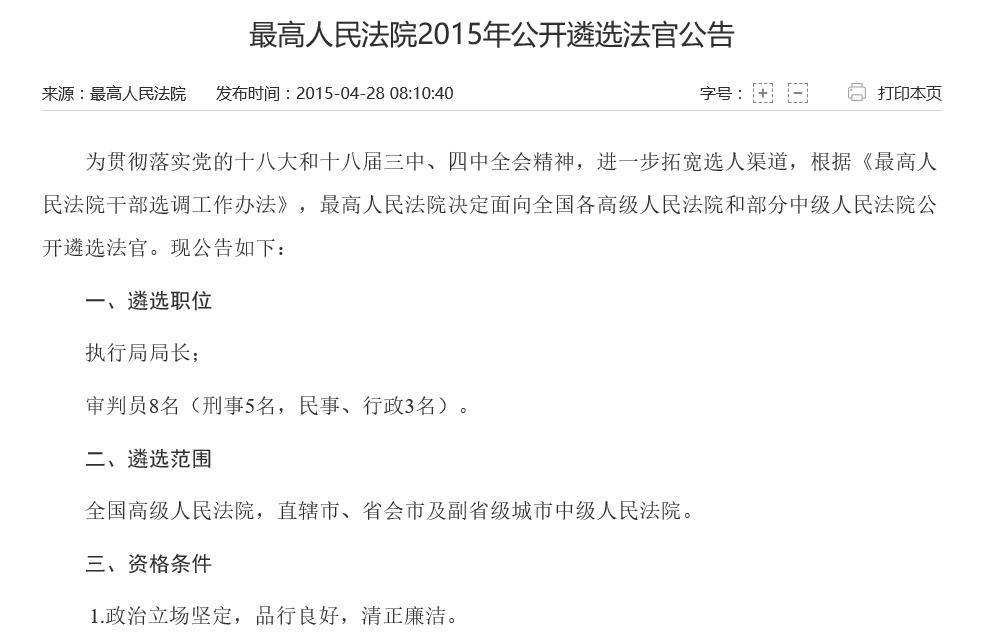 最高人民法院2015年公开遴选法官公告
来源：最高人民法院 发布时间：2015-04-28 08:10:40 字号： + - 打印本页
为贯彻落实党的十八大和十八届三中、四中全会精神，进一步拓宽选人渠道，根据《最高人
民法院干部选调工作办法》，最高人民法院决定面向全国各高级人民法院和部分中级人民法院公
开遴选法官。现公告如下：
一、遴选职位
执行局局长；
审判员8名（刑事5名，民事、行政3名）。
二、遴选范围
全国高级人民法院，直辖市、省会市及副省级城市中级人民法院。
三、资格条件
1.政治立场坚定，品行良好，清正廉洁。